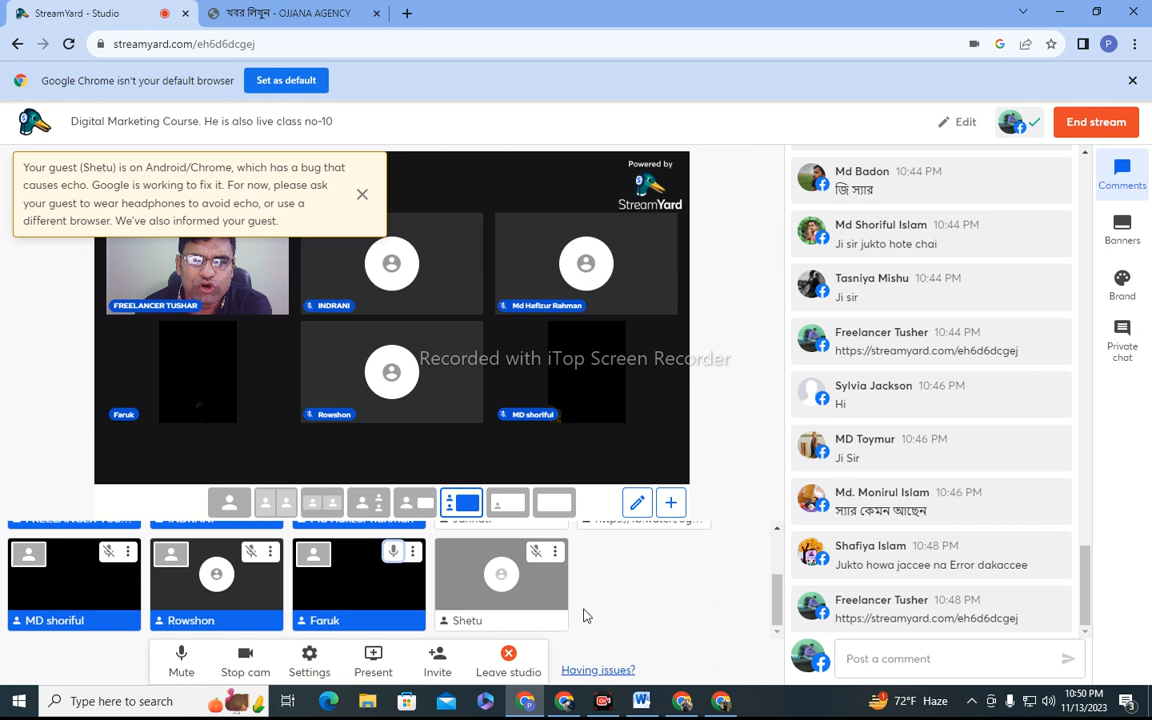 StreamYard - Studio
খবর লিখুন - OJJANA AGENCY
streamyard.com/eh6d6dcgej
P
Google Chrome isn't your default browser
Set as default
Digital Marketing Course. He is also live class no-10
Edit
End stream
Your guest (Shetu) is on Android/Chrome, which has a bug that
causes echo. Google is working to fix it. For now, please ask
your guest to wear headphones to avoid echo, or use a
different browser. We've also informed your guest.
Powered by
StreamYard
FREELANCER TUSHAR
INDRANI
Md Hafizur Rahman
Faruk
Rowshon
MD shoriful
Recorded with iTop Screen Recorder
MD shoriful
Rowshon
Faruk
Shetu
Mute
Stop cam
Settings
Present
Invite
Leave studio
Having issues?
Md Badon 10:44 PM
জি স্যার
Md Shoriful Islam 10:44 PM
Ji sir jukto hote chai
Tasniya Mishu 10:44 PM
Ji sir
Freelancer Tusher 10:44 PM
https://streamyard.com/eh6d6dcgej
Sylvia Jackson 10:46 PM
Hi
MD Toymur 10:46 PM
Ji Sir
Md. Monirul Islam 10:46 PM
স্যার কেমন আছেন
Shafiya Islam 10:48 PM
Jukto howa jaccee na Error dakaccee
Freelancer Tusher 10:48 PM
https://streamyard.com/eh6d6dcgej
Post a comment
Comments
Banners
Brand
Private
chat
Type here to search
72°F Haze
10:50 PM
11/13/2023
3